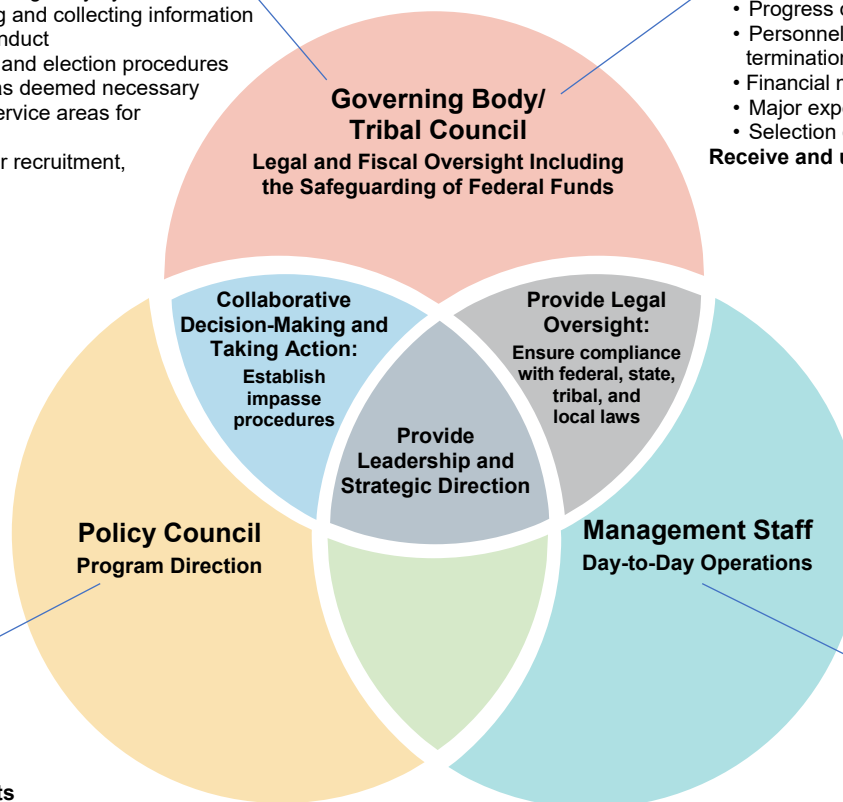 g and collecting information
nduct
and election procedures
as deemed necessary
ervice areas for
r recruitment,
• Progress
• Personnel
termination
• Financial
• Major
• Selection
Receive and
Governing Body/
Tribal Council
Legal and Fiscal Oversight Including
the Safeguarding of Federal Funds
Collaborative
Decision-Making and
Taking Action:
Establish
impasse
procedures
Provide Legal
Oversight:
Ensure compliance
with federal, state,
tribal, and
local laws
Provide
Leadership and
Strategic Direction
Policy Council
Program Direction
Management Staff
Day-to-Day Operations
ts